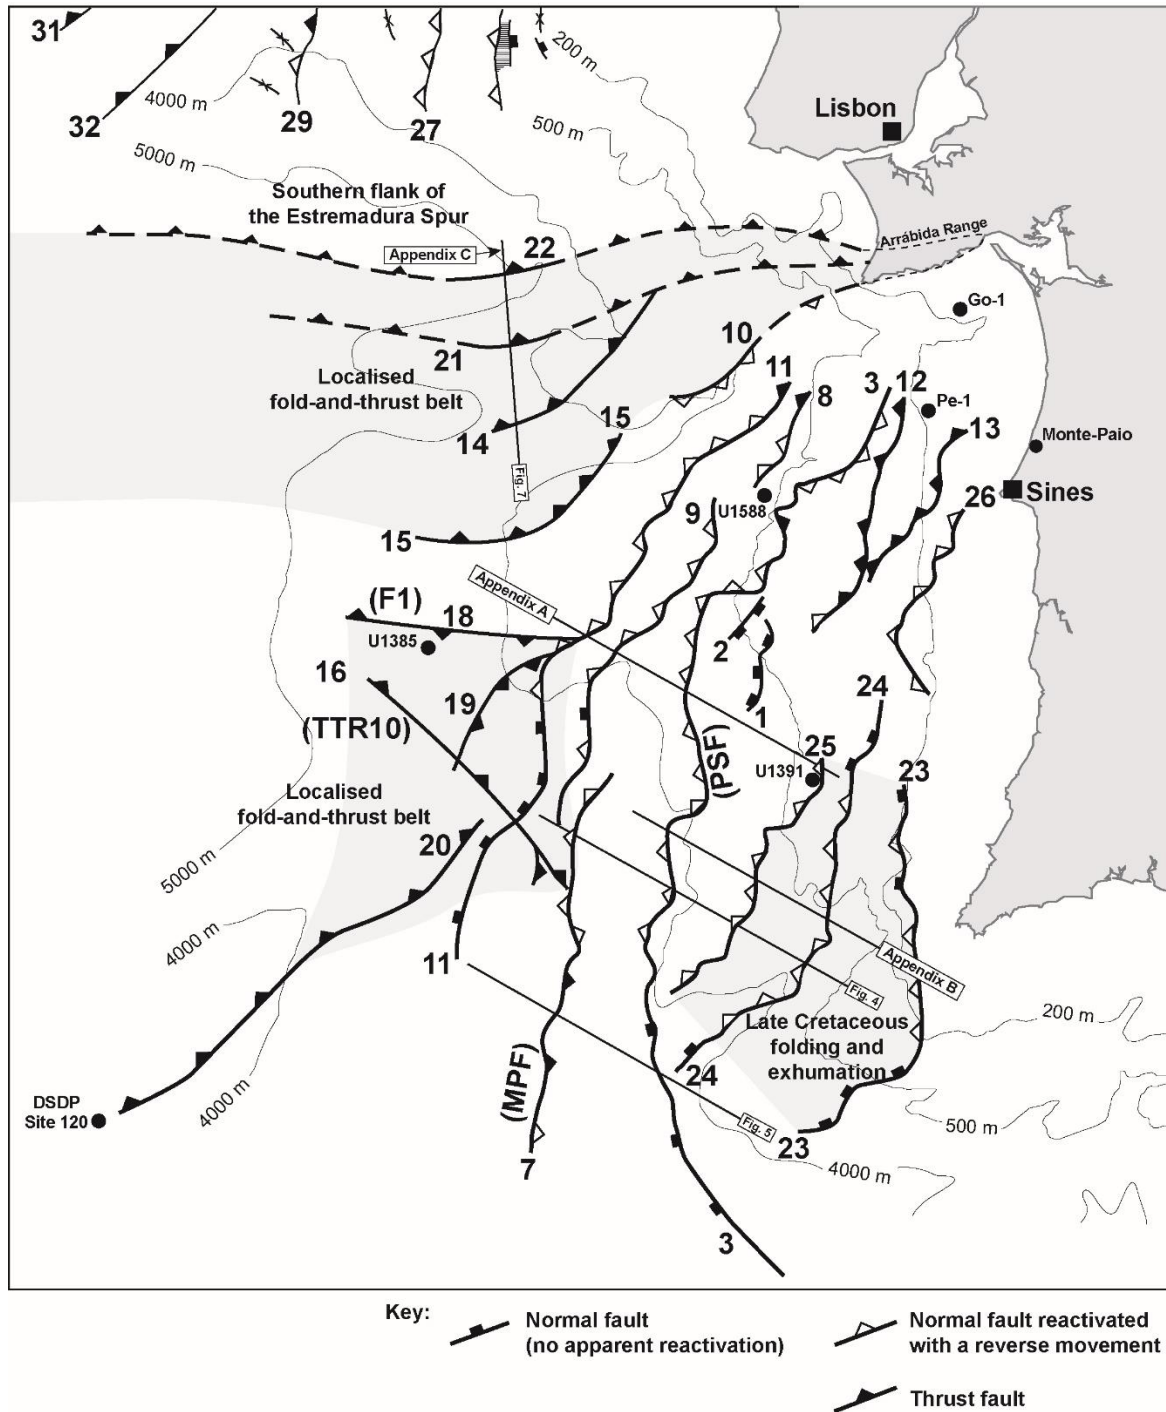 31
32
29
27
4000 m
5000 m
200 m
500 m
Lisbon
Southern flank of
the Estremadura Spur
Appendix C
22
Arrábida Range
Go-1
21
10
Localised
fold-and-thrust belt
11
8
3
12
Pe-1
13
Monte-Paio
14
15
Fig. 7
9
U1588
26
Sines
15
Appendix A
(F1)
18
U1385
2
16
19
(TTR10)
1
24
(PSF)
25
U1391
23
Localised
fold-and-thrust belt
20
5000 m
4000 m
11
Appendix B
Fig. 4
200 m
Late Cretaceous
folding and
exhumation
24
(MPF)
4000 m
DSDP
Site 120
Fig. 5
500 m
23
4000 m
7
3
Key:
Normal fault
(no apparent reactivation)
Normal fault reactivated
with a reverse movement
Thrust fault